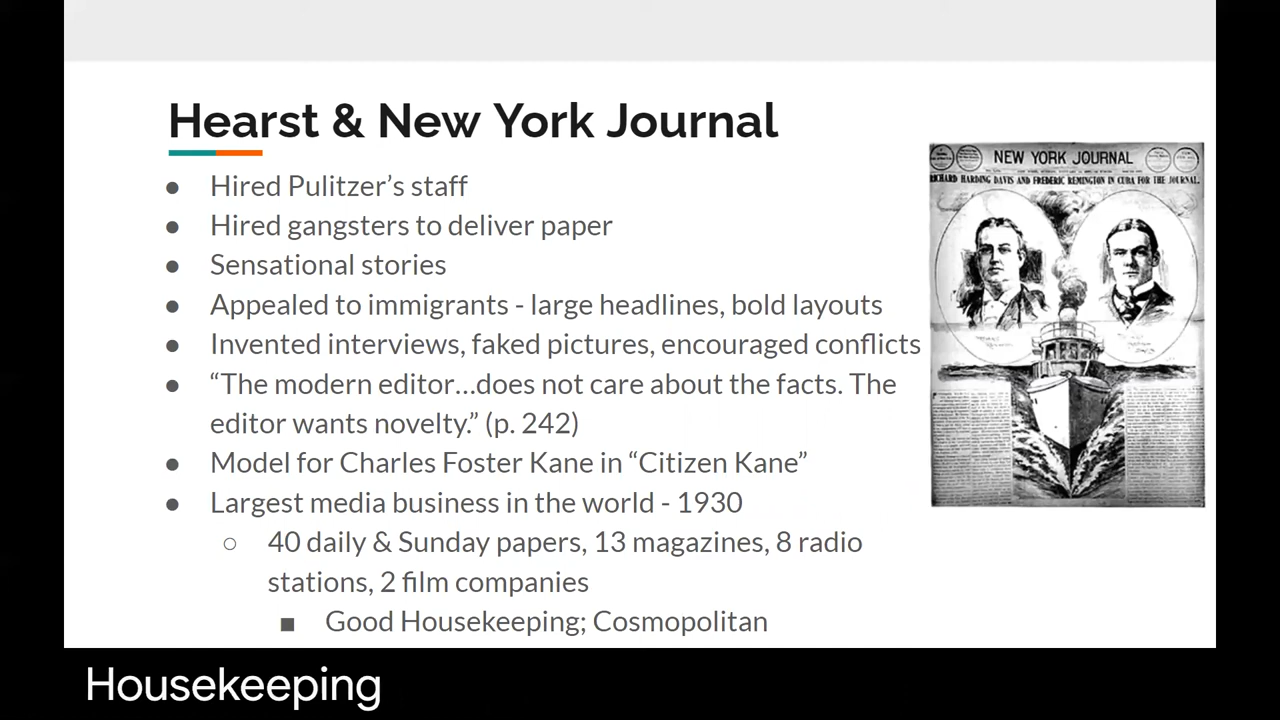 Hearst & New York Journal
● Hired Pulitzer’s staff
● Hired gangsters to deliver paper
● Sensational stories
● Appealed to immigrants - large headlines, bold layouts
● Invented interviews, faked pictures, encouraged conflicts
● “The modern editor...does not care about the facts. The
editor wants novelty.” (p. 242)
● Model for Charles Foster Kane in “Citizen Kane”
● Largest media business in the world - 1930
○ 40 daily & Sunday papers, 13 magazines, 8 radio
stations, 2 film companies
■ Good Housekeeping; Cosmopolitan
NEW YORK JOURNAL
RICHARD HARDING DAVIS AND FREDERIC REMINGTON IN CUBA FOR THE JOURNAL.
Housekeeping